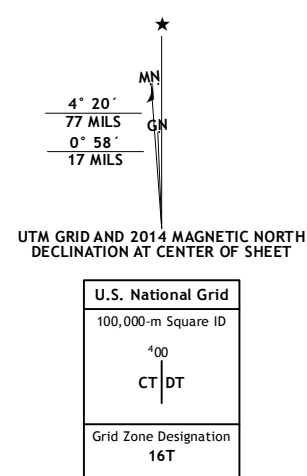 ★
MN
4° 20´
77 MILS
GN
0° 58´
17 MILS
UTM GRID AND 2014 MAGNETIC NORTH
DECLINATION AT CENTER OF SHEET
U.S. National Grid
100,000-m Square ID
⁴00
CT DT
Grid Zone Designation
16T